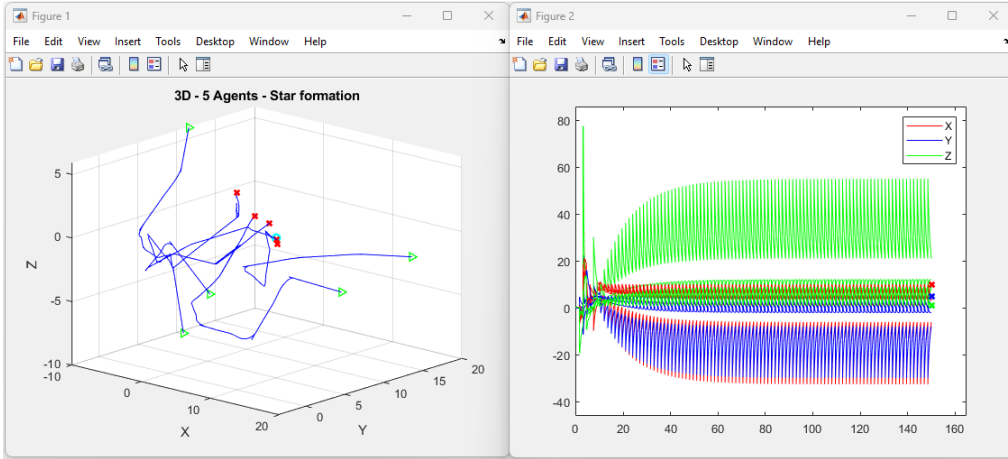 Figure 1
File Edit View Insert Tools Desktop Window Help
3D - 5 Agents - Star formation
5
0
-5
-10
Z
-10
0
10
20
X
0
5
10
15
20
Y
Figure 2
File Edit View Insert Tools Desktop Window Help
80
60
40
20
0
-20
-40
0 20 40 60 80 100 120 140 160
X
Y
Z